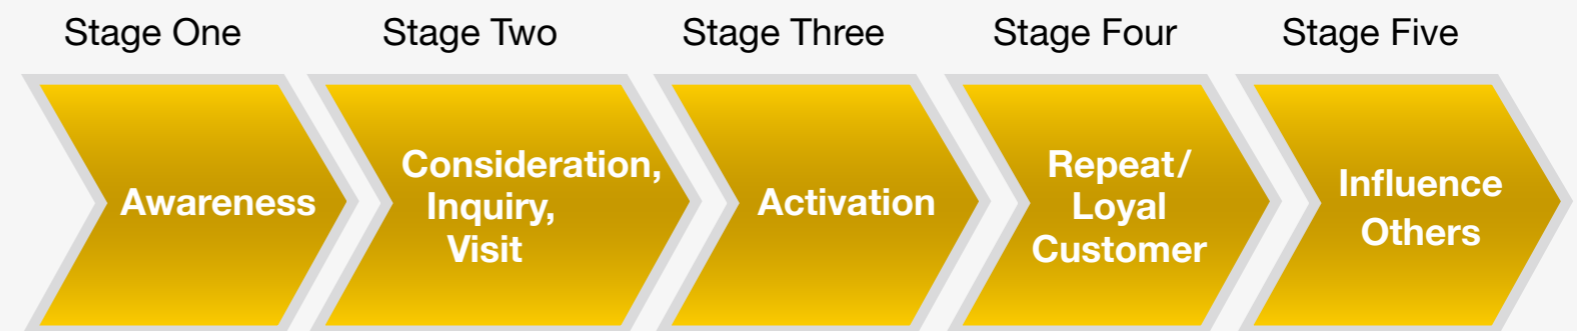 Stage One
Stage Two
Stage Three
Stage Four
Stage Five
Awareness
Consideration,
Inquiry,
Visit
Activation
Repeat/
Loyal
Customer
Influence
Others